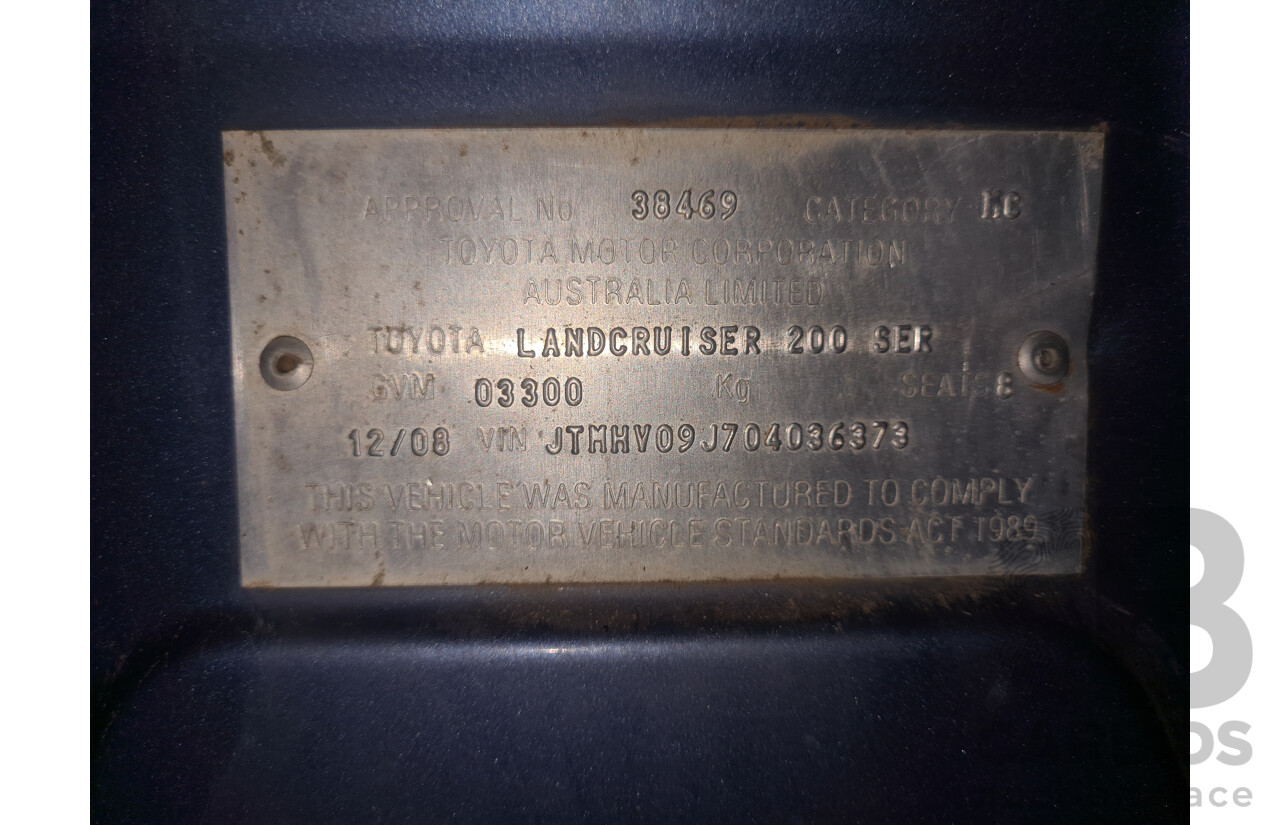 APPROVAL No 38469 CATEGORY MC
TOYOTA MOTOR CORPORATION
AUSTRALIA LIMITED
TOYOTA LANDCRUISER 200 SER
GVM 03300 Kg SEATS 8
12/08 VIN JTMHV09J704036373
THIS VEHICLE WAS MANUFACTURED TO COMPLY
WITH THE MOTOR VEHICLE STANDARDS ACT 1989